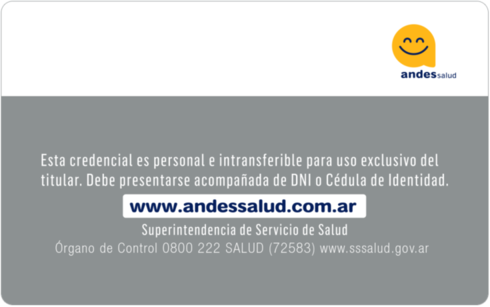 andessalud
Esta credencial es personal e intransferible para uso exclusivo del
titular. Debe presentarse acompañada de DNI o Cédula de Identidad.
www.andessalud.com.ar
Superintendencia de Servicio de Salud
Órgano de Control 0800 222 SALUD (72583) www.sssalud.gov.ar